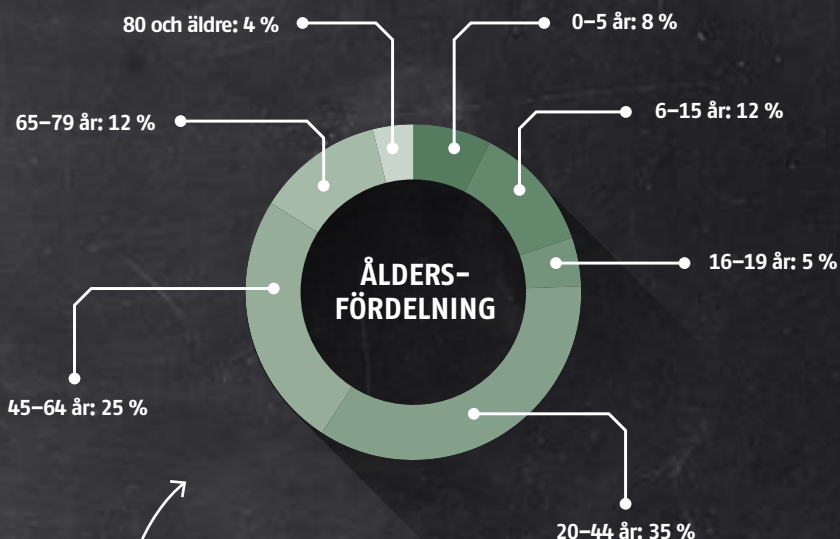 80 och äldre: 4 %
0–5 år: 8 %
6–15 år: 12 %
65–79 år: 12 %
16–19 år: 5 %
ÅLDERS–
FÖRDELNING
45–64 år: 25 %
20–44 år: 35 %